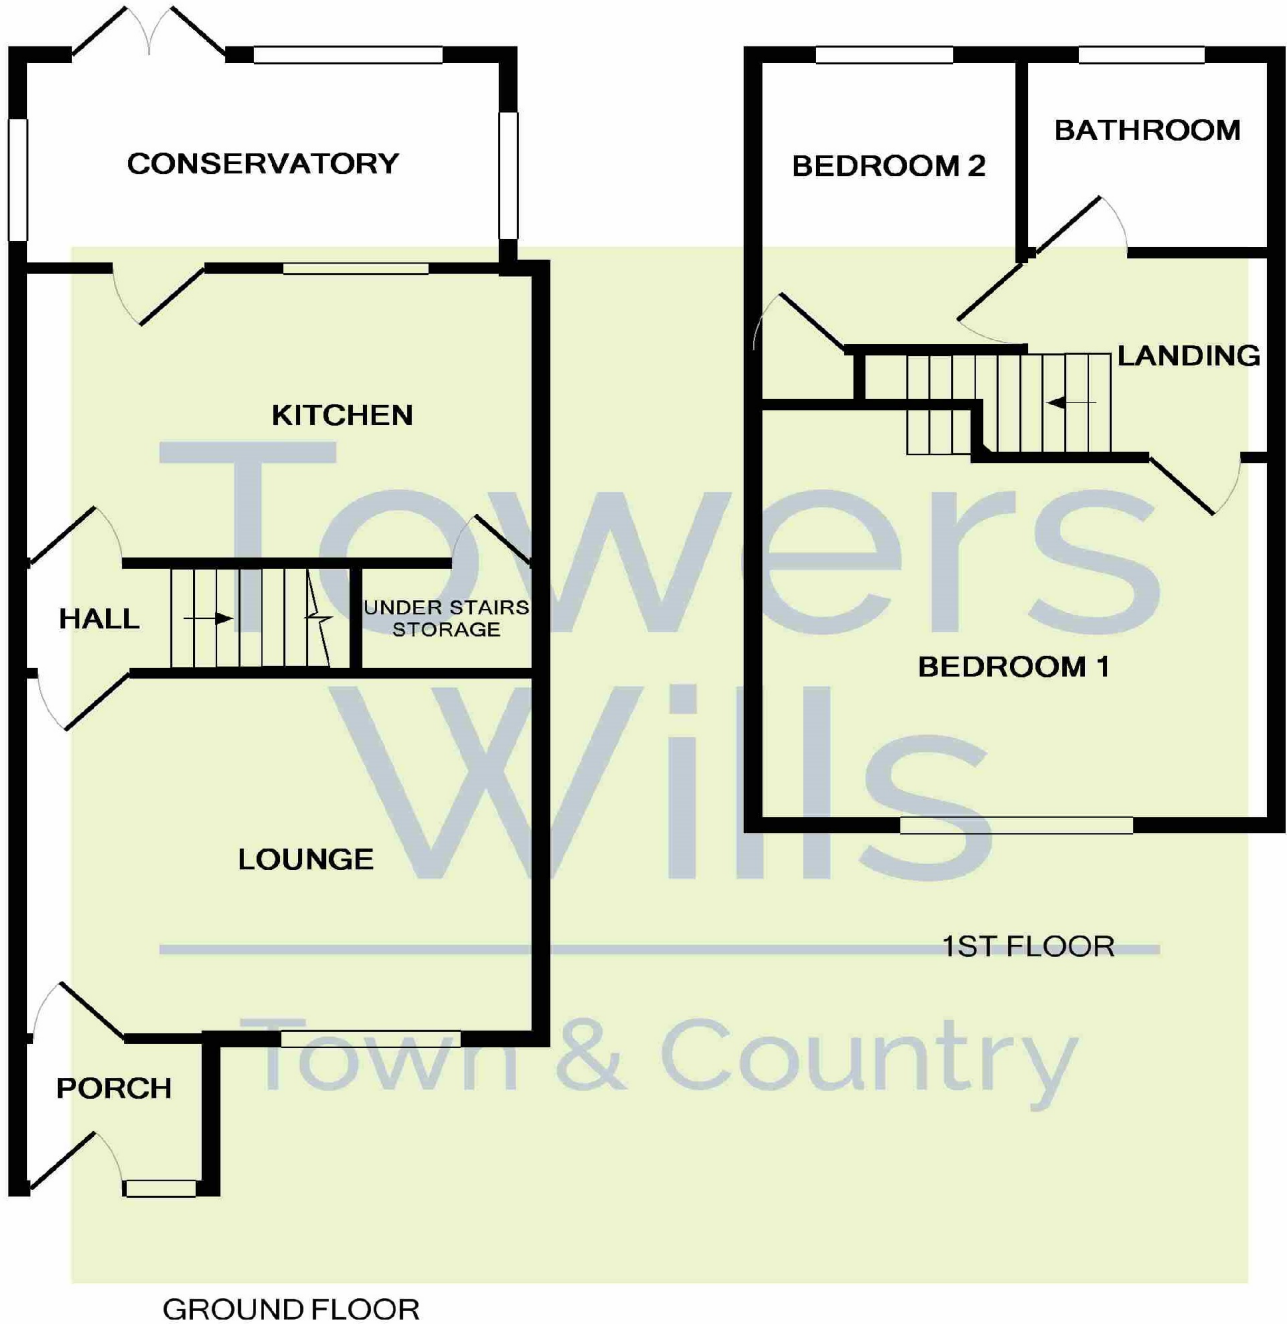 CONSERVATORY
KITCHEN
HALL
UNDER STAIRS
STORAGE
LOUNGE
PORCH
GROUND FLOOR
BEDROOM 2
BATHROOM
LANDING
BEDROOM 1
1ST FLOOR
Towers
Wills
Town & Country